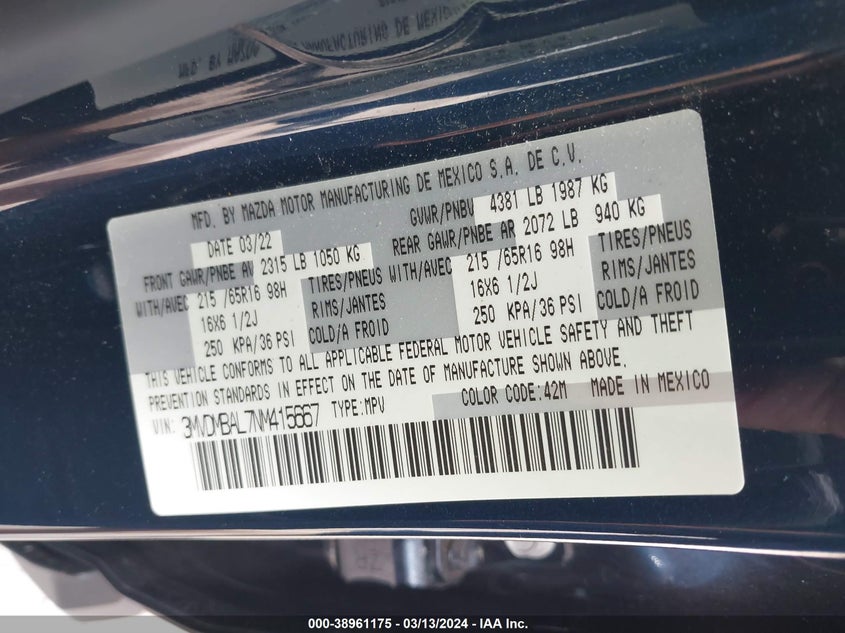 MFD. BY MAZDA MOTOR MANUFACTURING DE MEXICO S.A. DE C.V.
DATE 03/22 GVWR/PNBV 4381 LB 1987 KG
FRONT GAWR/PNBE AV 2315 LB 1050 KG REAR GAWR/PNBE AR 2072 LB 940 KG
WITH/AVEC 215 /65R16 98H TIRES/PNEUS WITH/AVEC 215 /65R16 98H TIRES/PNEUS
16X6 1/2J RIMS/JANTES 16X6 1/2J RIMS/JANTES
250 KPA/36 PSI COLD/A FROID 250 KPA/36 PSI COLD/A FROID
THIS VEHICLE CONFORMS TO ALL APPLICABLE FEDERAL MOTOR VEHICLE SAFETY AND THEFT
PREVENTION STANDARDS IN EFFECT ON THE DATE OF MANUFACTURE SHOWN ABOVE.
VIN: 3MVDMBAL7NM415667 TYPE:MPV COLOR CODE:42M MADE IN MEXICO
000-38961175 - 03/13/2024 - IAA Inc.